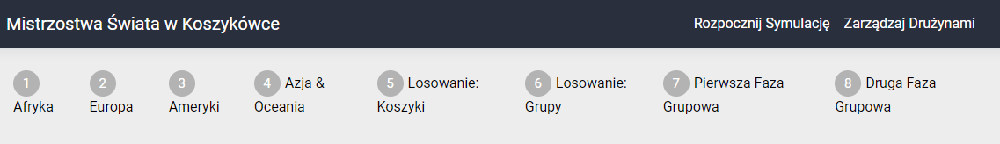 Mistrzostwa Świata w Koszykówce
Rozpocznij Symulację Zarządzaj Drużynami
1 2 3 4 Azja & 5 Losowanie: 6 Losowanie: 7 Pierwsza Faza 8 Druga Faza
Afryka Europa Ameryki Oceania Koszyki Grupy Grupowa Grupowa